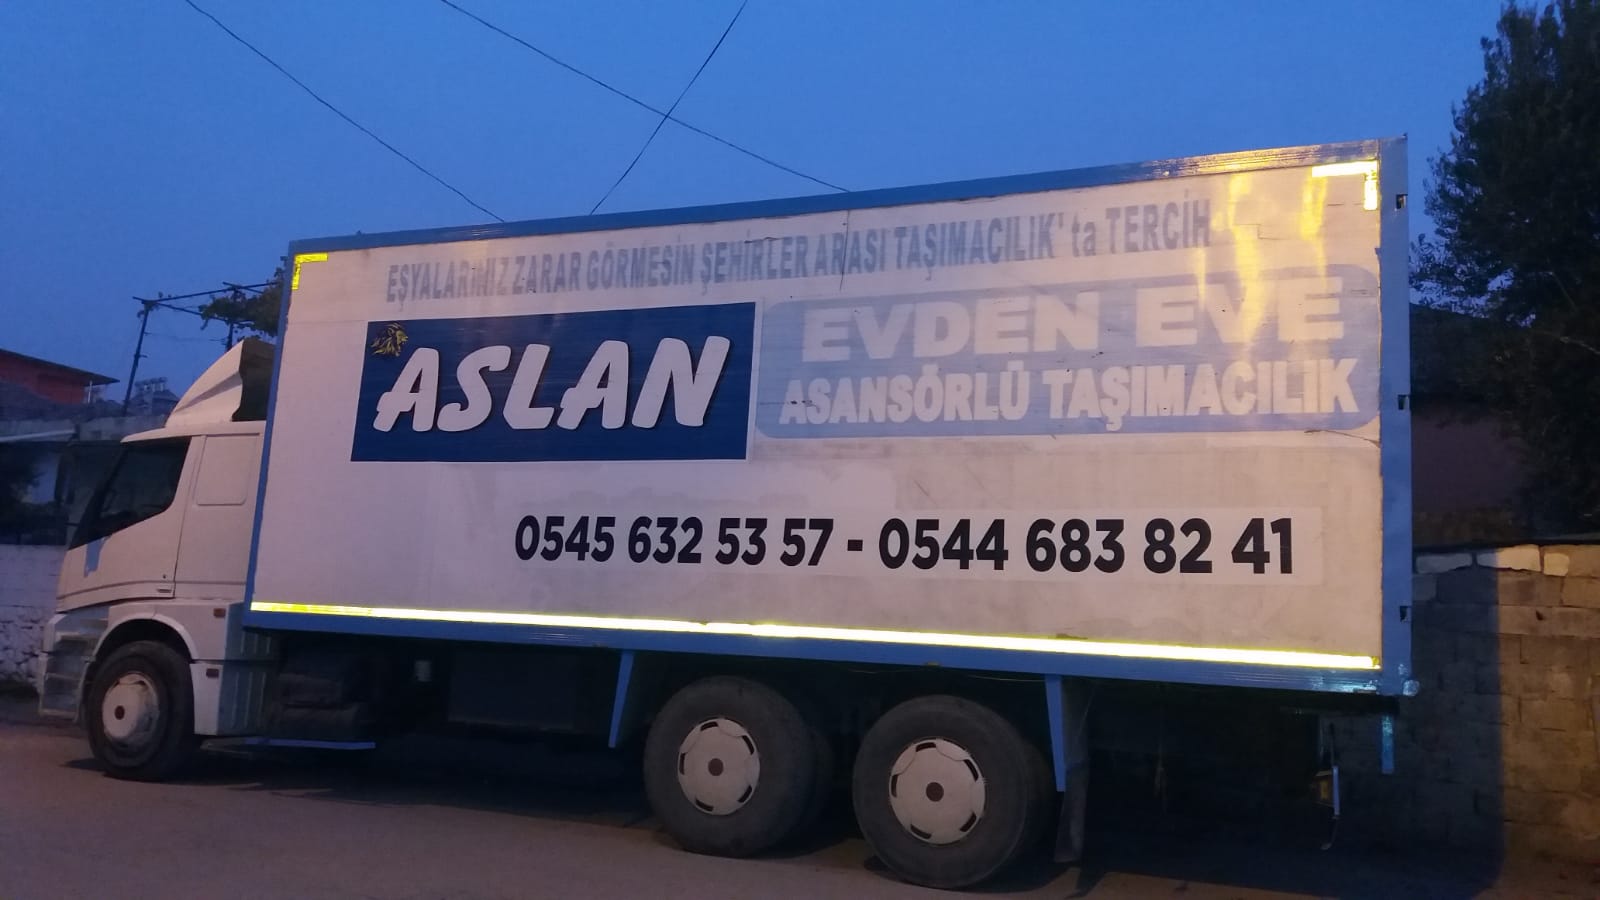 EŞYALARINIZ ZARAR GÖRMESİN ŞEHİRLER ARASI TAŞIMACILIK'ta TERCİH
ASLAN
EVDEN EVE
ASANSÖRLÜ TAŞIMACILIK
0545 632 53 57 - 0544 683 82 41